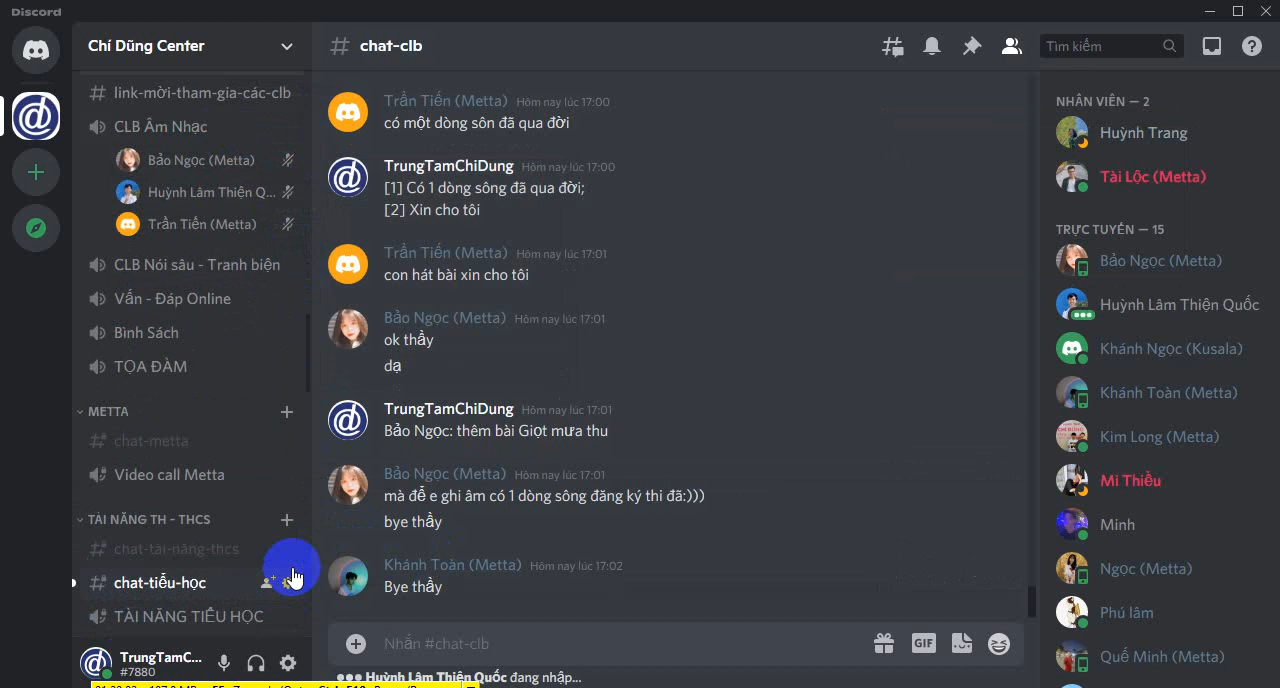 Discord
Chí Dũng Center
link-mời-tham-gia-các-clb
CLB Âm Nhạc
Bảo Ngọc (Metta)
Huỳnh Lâm Thiện Q...
Trần Tiến (Metta)
CLB Nói sâu - Tranh biện
Vấn - Đáp Online
Bình Sách
TỌA ĐÀM
METTA
chat-metta
Video call Metta
TÀI NĂNG TH - THCS
chat-tài-năng-thcs
chat-tiểu-học
TÀI NĂNG TIỂU HỌC
TrungTamC...
#7880
chat-clb
Tìm kiếm
Trần Tiến (Metta) Hôm nay lúc 17:00
có một dòng sôn đã qua đời
TrungTamChiDung Hôm nay lúc 17:00
[1] Có 1 dòng sông đã qua đời;
[2] Xin cho tôi
Trần Tiến (Metta) Hôm nay lúc 17:01
con hát bài xin cho tôi
Bảo Ngọc (Metta) Hôm nay lúc 17:01
ok thầy
dạ
TrungTamChiDung Hôm nay lúc 17:01
Bảo Ngọc: thêm bài Giọt mưa thu
Bảo Ngọc (Metta) Hôm nay lúc 17:01
mà để e ghi âm có 1 dòng sông đăng ký thi đã:)))
bye thầy
Khánh Toàn (Metta) Hôm nay lúc 17:02
Bye thầy
Nhắn #chat-clb
GIF
Huỳnh Lâm Thiện Quốc đang nhập...
NHÂN VIÊN — 2
Huỳnh Trang
Tài Lộc (Metta)
TRỰC TUYẾN — 15
Bảo Ngọc (Metta)
Huỳnh Lâm Thiện Quốc
Khánh Ngọc (Kusala)
Khánh Toàn (Metta)
Kim Long (Metta)
Mi Thiều
Minh
Ngọc (Metta)
Phú lâm
Quế Minh (Metta)